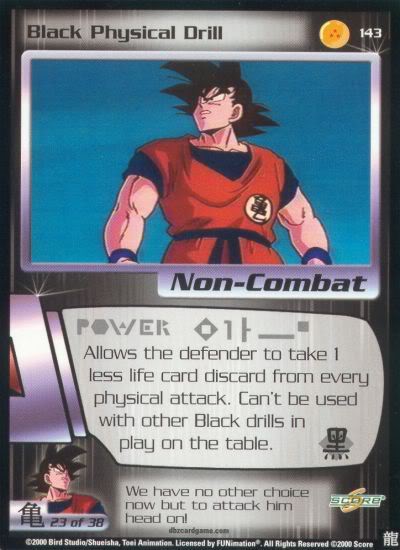 Black Physical Drill
143
亀
Non-Combat
POWER
Allows the defender to take 1
less life card discard from every
physical attack. Can't be used
with other Black drills in
play on the table.
黒
亀 23 of 38
We have no other choice
now but to attack him
head on!
SCORE
dbzcardgame.com
©2000 Bird Studio/Shueisha, Toei Animation. Licensed by FUNimation®. All Rights Reserved ©2000 Score
龍